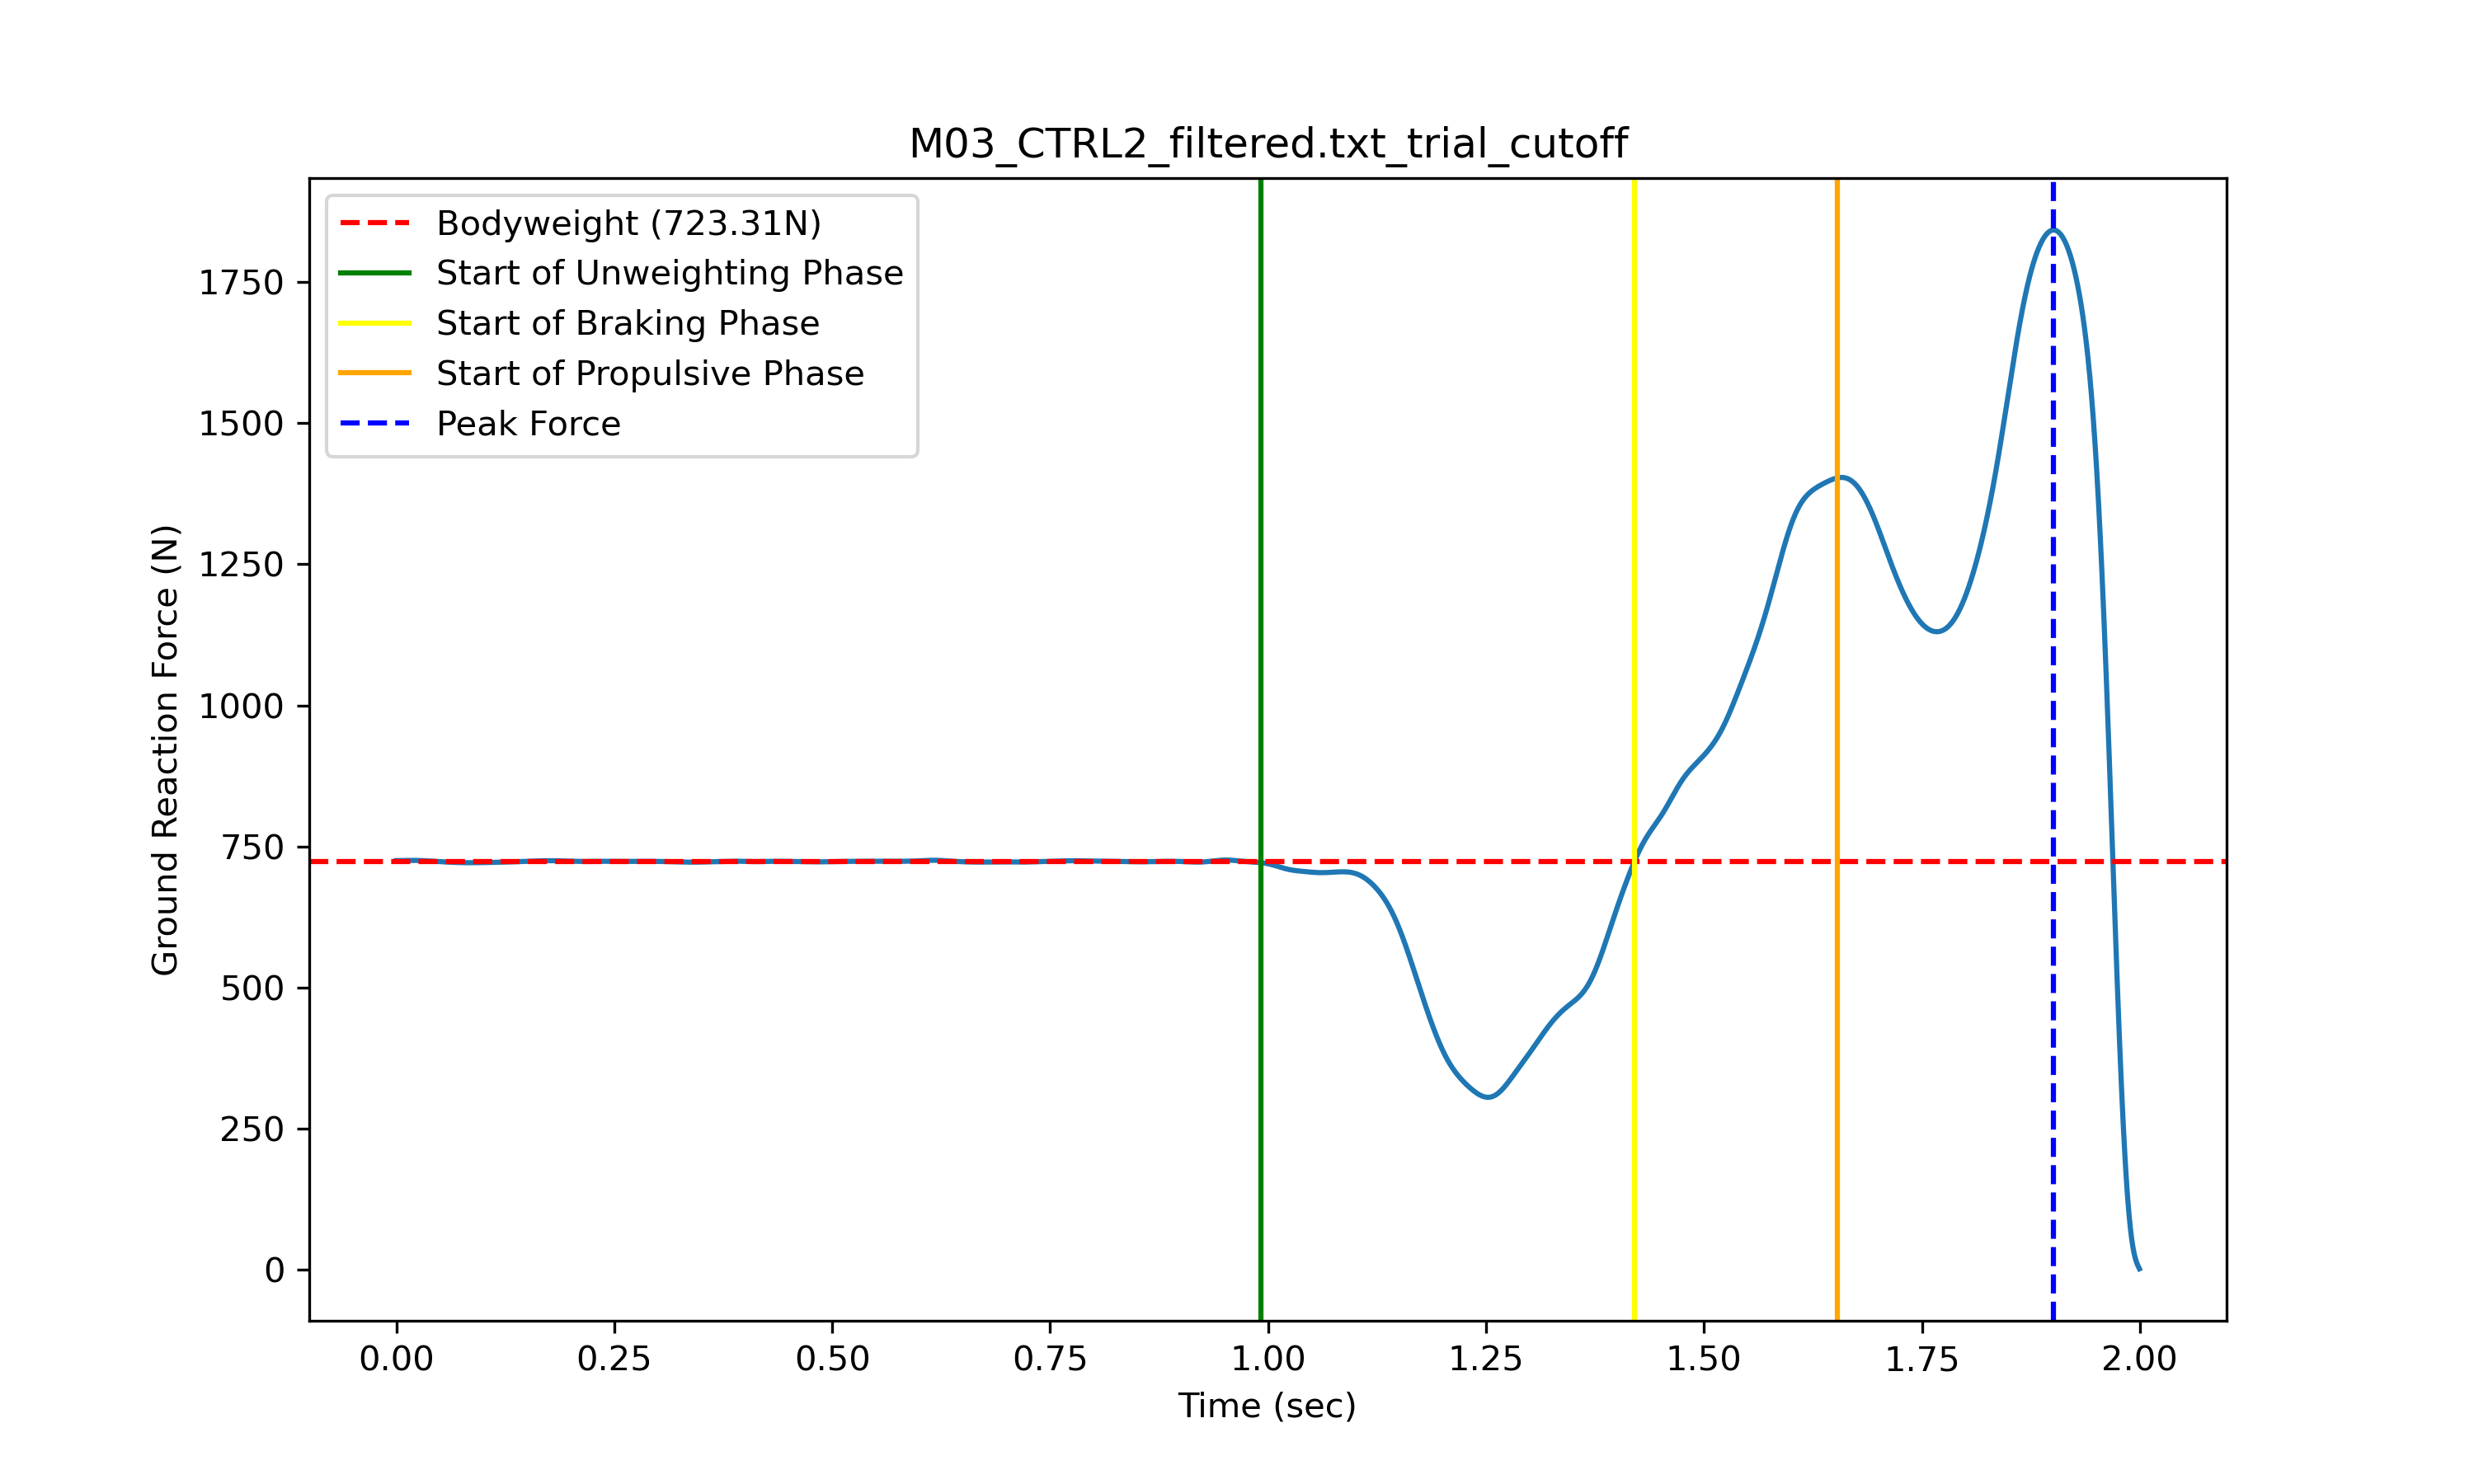 M03_CTRL2_filtered.txt_trial_cutoff
Bodyweight (723.31N)
Start of Unweighting Phase
Start of Braking Phase
Start of Propulsive Phase
Peak Force
Ground Reaction Force (N)
1750
1500
1250
1000
750
500
250
0
0.00 0.25 0.50 0.75 1.00 1.25 1.50 1.75 2.00
Time (sec)